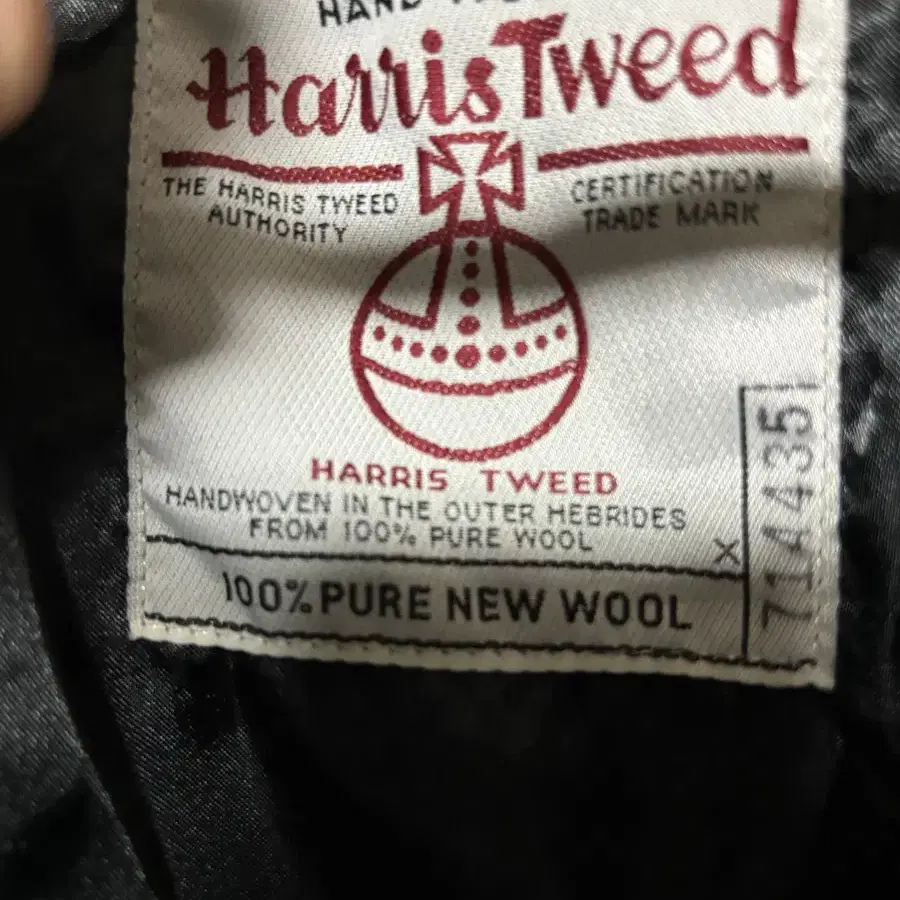 HAND
Harris Tweed
THE HARRIS TWEED
AUTHORITY
CERTIFICATION
TRADE MARK
HARRIS TWEED
HANDWOVEN IN THE OUTER HEBRIDES
FROM 100% PURE WOOL
X
100% PURE NEW WOOL
714435